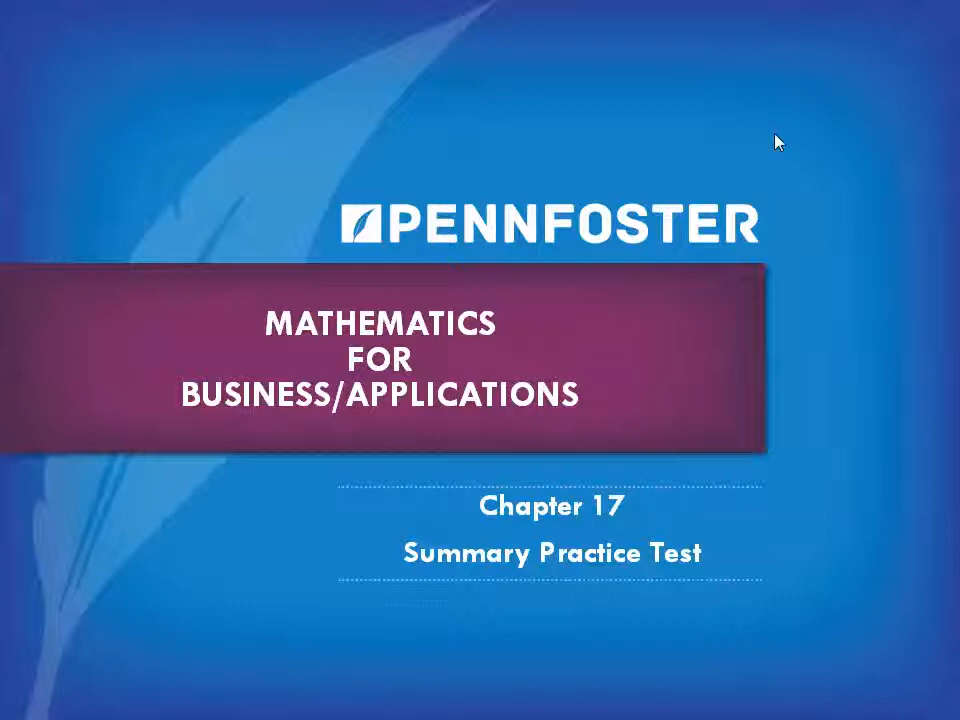 PENNFOSTER
MATHEMATICS
FOR
BUSINESS/APPLICATIONS
Chapter 17
Summary Practice Test